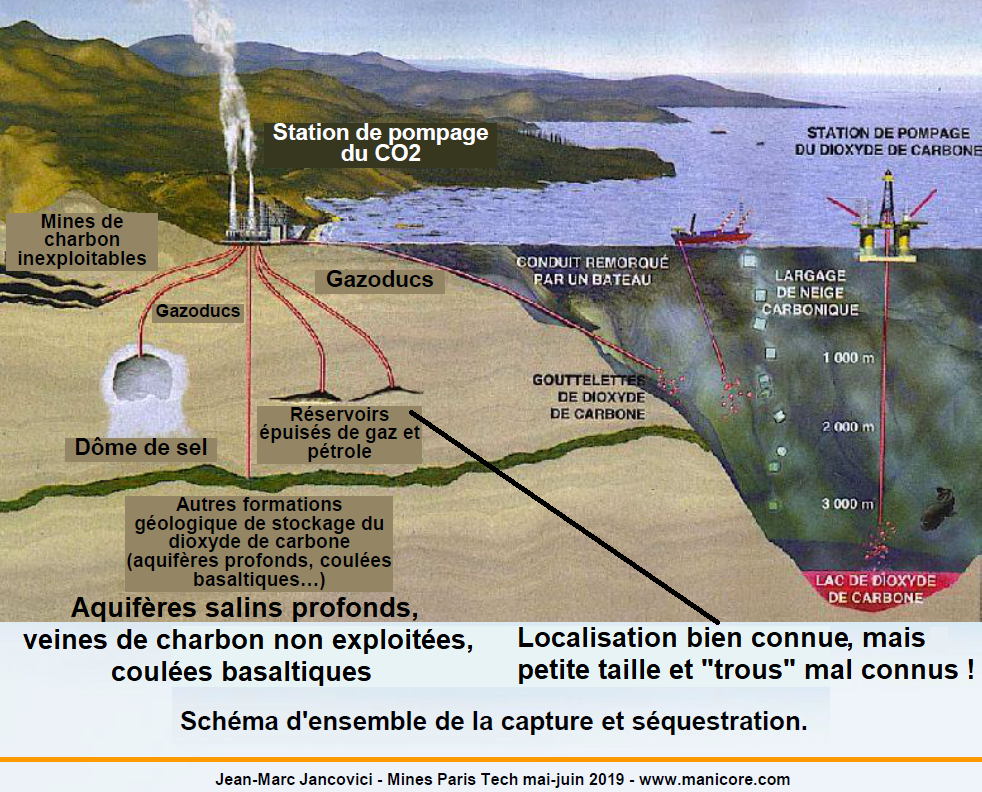 Station de pompage
du CO2
STATION DE POMPAGE
DU DIOXYDE DE CARBONE
Mines de
charbon
inexploitables
Gazoducs
Gazoducs
CONDUIT REMORQUÉ
PAR UN BATEAU
LARGAGE
DE NEIGE
CARBONIQUE
1 000 m
GOUTTELETTES
DE DIOXYDE
DE CARBONE
2 000 m
3 000 m
Dôme de sel
Réservoirs
épuisés de gaz et
pétrole
Autres formations
géologique de stockage du
dioxyde de carbone
(aquifères profonds, coulées
basaltiques…)
LAC DE DIOXYDE
DE CARBONE
Aquifères salins profonds,
veines de charbon non exploitées,
coulées basaltiques
Localisation bien connue, mais
petite taille et "trous" mal connus !
Schéma d'ensemble de la capture et séquestration.
Jean-Marc Jancovici - Mines Paris Tech mai-juin 2019 - www.manicore.com